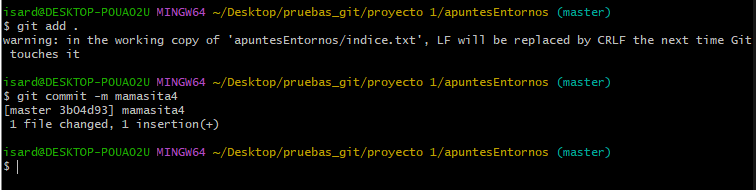 isard@DESKTOP-POUAO2U MINGW64 ~/Desktop/pruebas_git/proyecto 1/apuntesEntornos (master)
$ git add .
warning: in the working copy of 'apuntesEntornos/indice.txt', LF will be replaced by CRLF the next time Git
 touches it
isard@DESKTOP-POUAO2U MINGW64 ~/Desktop/pruebas_git/proyecto 1/apuntesEntornos (master)
$ git commit -m mamasita4
[master 3b04d93] mamasita4
 1 file changed, 1 insertion(+)
isard@DESKTOP-POUAO2U MINGW64 ~/Desktop/pruebas_git/proyecto 1/apuntesEntornos (master)
$